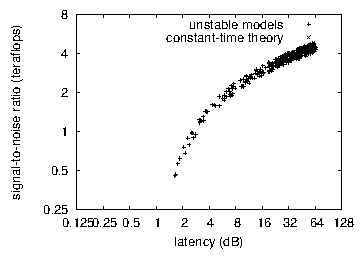 unstable models
constant-time theory
signal-to-noise ratio (teraflops)
8
4
2
1
0.5
0.25
0.125 0.25 0.5 1 2 4 8 16 32 64 128
latency (dB)